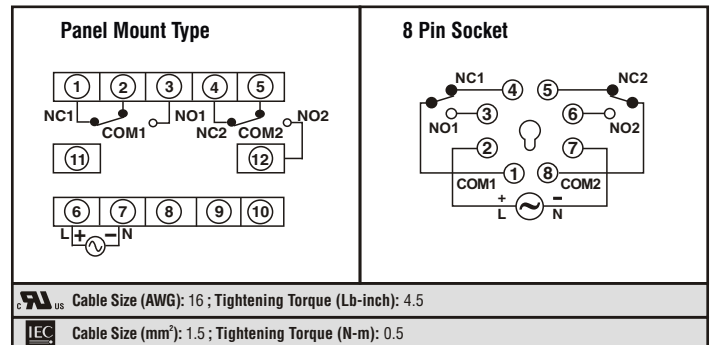 Panel Mount Type
1 2 3 4 5
NC1 COM1 NO1 NC2 COM2 NO2
11 12
6 7 8 9 10
L + − N
8 Pin Socket
NC1 4 5 NC2
NO1 3 6 NO2
2 7
COM1 1 8 COM2
+ −
L N
c RU us Cable Size (AWG): 16 ; Tightening Torque (Lb-inch): 4.5
IEC Cable Size (mm²): 1.5 ; Tightening Torque (N-m): 0.5